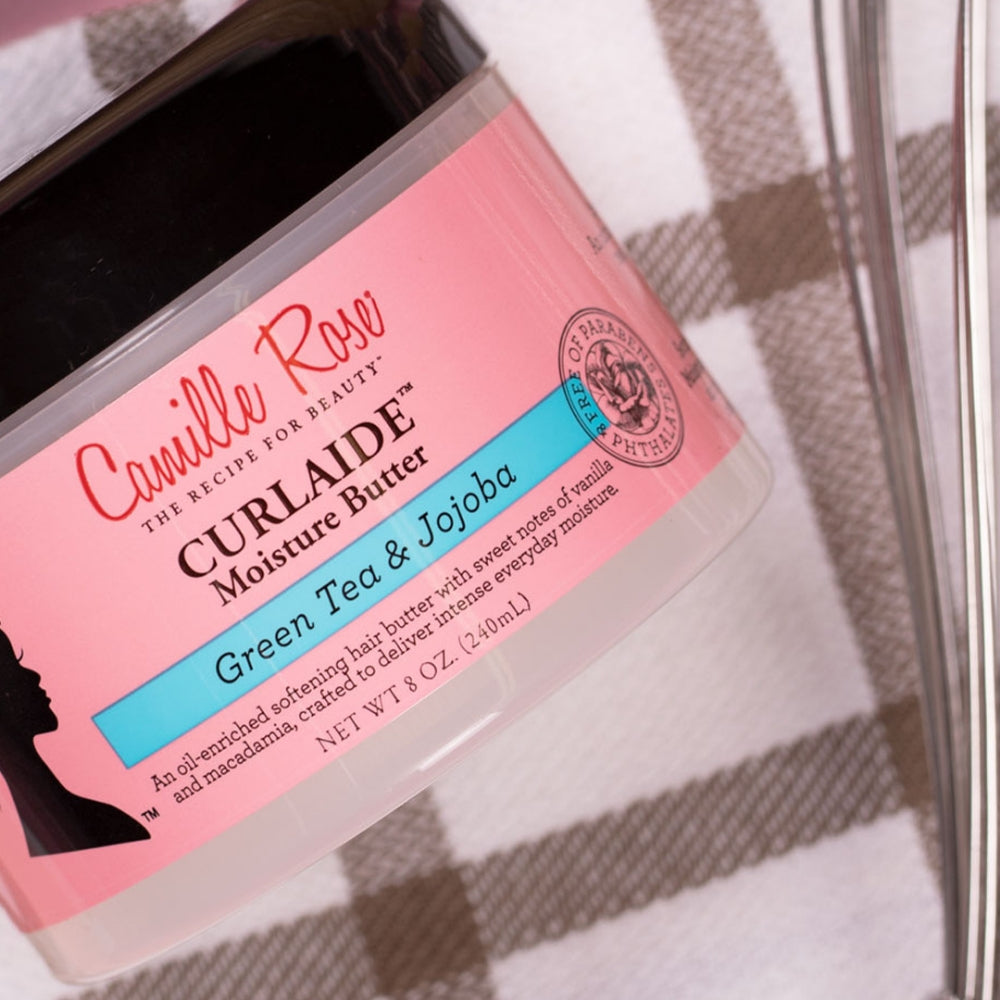 Camille Rose
THE RECIPE FOR BEAUTY™
CURLAIDE™
Moisture Butter
Green Tea & Jojoba
An oil-enriched softening hair butter with sweet notes of vanilla
and macadamia, crafted to deliver intense everyday moisture.
NET WT 8 OZ. (240mL)
FREE OF PARABENS & PHTHALATES
™